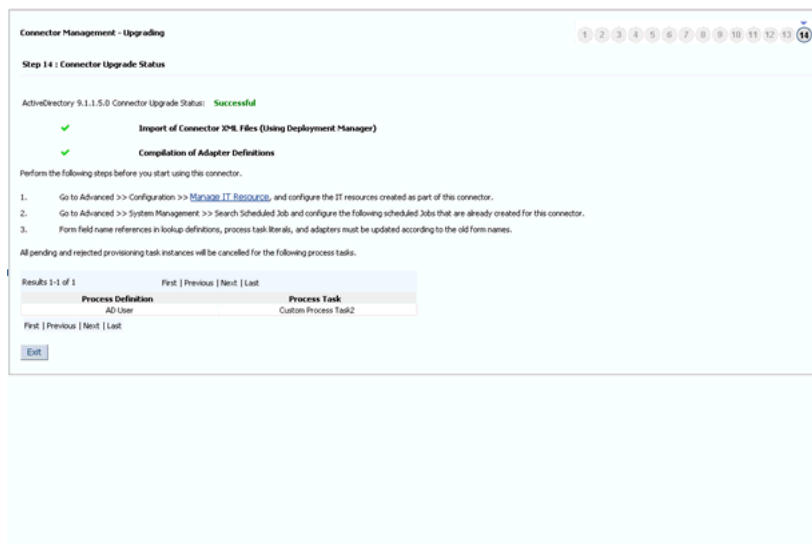 Connector Management - Upgrading
1 2 3 4 5 6 7 8 9 10 11 12 13 14
Step 14 : Connector Upgrade Status
ActiveDirectory 9.1.1.5.0 Connector Upgrade Status: Successful
Import of Connector XML Files (Using Deployment Manager)
Compilation of Adapter Definitions
Perform the following steps before you start using this connector.
1. Go to Advanced >> Configuration >> Manage IT Resource, and configure the IT resources created as part of this connector.
2. Go to Advanced >> System Management >> Search Scheduled Job and configure the following scheduled Jobs that are already created for this connector.
3. Form field name references in lookup definitions, process task literals, and adapters must be updated according to the old form names.
All pending and rejected provisioning task instances will be cancelled for the following process tasks.
Results 1-1 of 1 First | Previous | Next | Last
Process Definition Process Task
AD User Custom Process Task2
First | Previous | Next | Last
Exit